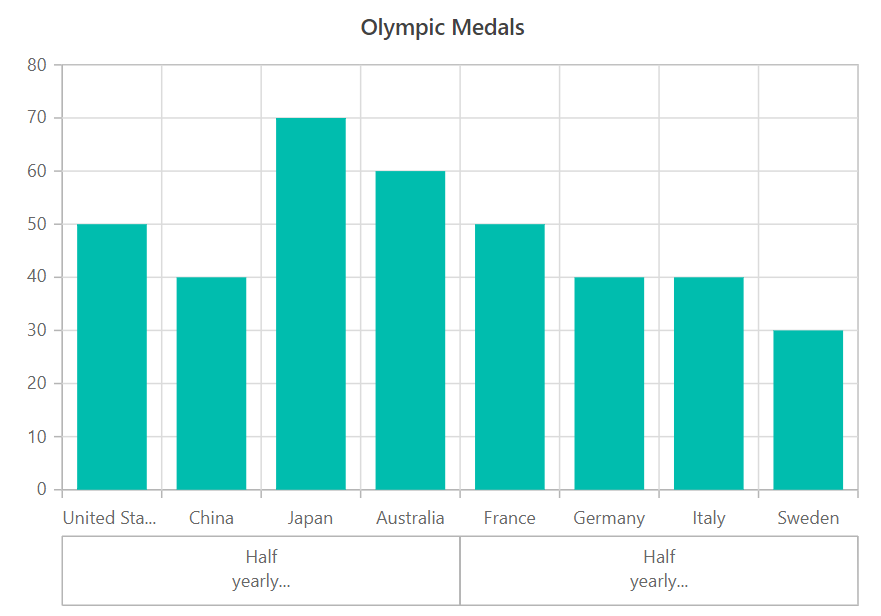 Olympic Medals
80
70
60
50
40
30
20
10
0
United Sta... China Japan Australia France Germany Italy Sweden
Half Half
yearly... yearly...